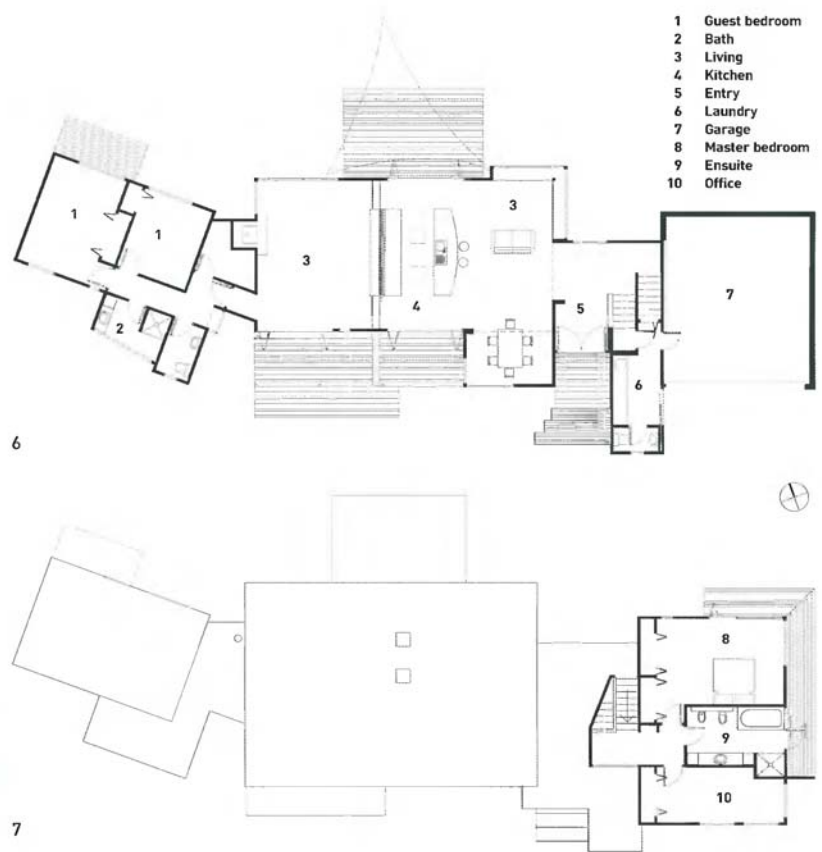 1 Guest bedroom
2 Bath
3 Living
4 Kitchen
5 Entry
6 Laundry
7 Garage
8 Master bedroom
9 Ensuite
10 Office
1
1
3
3
4
5
7
2
6
6
8
9
10
7